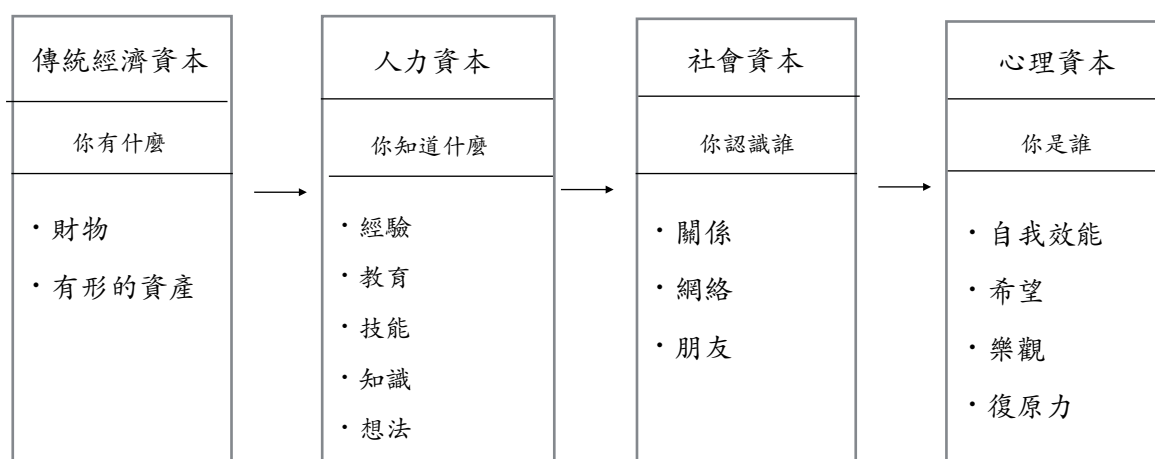 傳統經濟資本
你有什麼
・財物
・有形的資產
人力資本
你知道什麼
・經驗
・教育
・技能
・知識
・想法
社會資本
你認識誰
・關係
・網絡
・朋友
心理資本
你是誰
・自我效能
・希望
・樂觀
・復原力